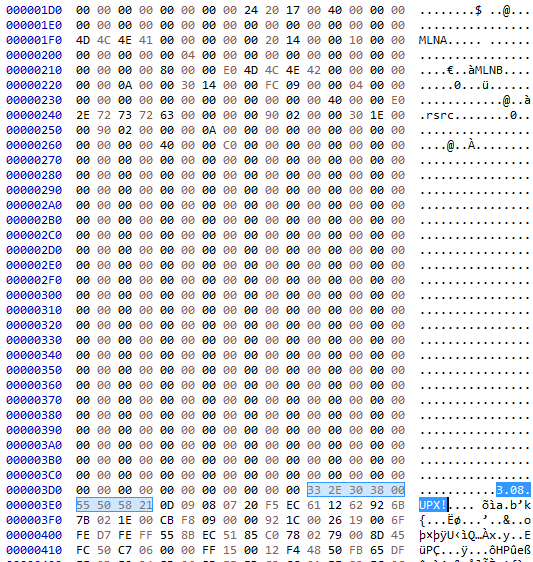 000001D0 00 00 00 00 00 00 00 00 24 20 17 00 40 00 00 00 ........$ ..@...
000001E0 00 00 00 00 00 00 00 00 00 00 00 00 00 00 00 00 ................
000001F0 4D 4C 4E 41 00 00 00 00 00 20 14 00 00 10 00 00 MLNA..... ......
00000200 00 00 00 00 00 04 00 00 00 00 00 00 00 00 00 00 ................
00000210 00 00 00 00 80 00 00 E0 4D 4C 4E 42 00 00 00 00 ....€..àMLNB....
00000220 00 00 0A 00 00 30 14 00 00 FC 09 00 00 04 00 00 .....0...ü......
00000230 00 00 00 00 00 00 00 00 00 00 00 00 40 00 00 E0 ............@..à
00000240 2E 72 73 72 63 00 00 00 00 90 02 00 00 30 1E 00 .rsrc........0..
00000250 00 90 02 00 00 00 0A 00 00 00 00 00 00 00 00 00 ................
00000260 00 00 00 00 40 00 00 C0 00 00 00 00 00 00 00 00 ....@..À........
00000270 00 00 00 00 00 00 00 00 00 00 00 00 00 00 00 00 ................
00000280 00 00 00 00 00 00 00 00 00 00 00 00 00 00 00 00 ................
00000290 00 00 00 00 00 00 00 00 00 00 00 00 00 00 00 00 ................
000002A0 00 00 00 00 00 00 00 00 00 00 00 00 00 00 00 00 ................
000002B0 00 00 00 00 00 00 00 00 00 00 00 00 00 00 00 00 ................
000002C0 00 00 00 00 00 00 00 00 00 00 00 00 00 00 00 00 ................
000002D0 00 00 00 00 00 00 00 00 00 00 00 00 00 00 00 00 ................
000002E0 00 00 00 00 00 00 00 00 00 00 00 00 00 00 00 00 ................
000002F0 00 00 00 00 00 00 00 00 00 00 00 00 00 00 00 00 ................
00000300 00 00 00 00 00 00 00 00 00 00 00 00 00 00 00 00 ................
00000310 00 00 00 00 00 00 00 00 00 00 00 00 00 00 00 00 ................
00000320 00 00 00 00 00 00 00 00 00 00 00 00 00 00 00 00 ................
00000330 00 00 00 00 00 00 00 00 00 00 00 00 00 00 00 00 ................
00000340 00 00 00 00 00 00 00 00 00 00 00 00 00 00 00 00 ................
00000350 00 00 00 00 00 00 00 00 00 00 00 00 00 00 00 00 ................
00000360 00 00 00 00 00 00 00 00 00 00 00 00 00 00 00 00 ................
00000370 00 00 00 00 00 00 00 00 00 00 00 00 00 00 00 00 ................
00000380 00 00 00 00 00 00 00 00 00 00 00 00 00 00 00 00 ................
00000390 00 00 00 00 00 00 00 00 00 00 00 00 00 00 00 00 ................
000003A0 00 00 00 00 00 00 00 00 00 00 00 00 00 00 00 00 ................
000003B0 00 00 00 00 00 00 00 00 00 00 00 00 00 00 00 00 ................
000003C0 00 00 00 00 00 00 00 00 00 00 00 00 00 00 00 00 ................
000003D0 00 00 00 00 00 00 00 00 00 00 00 33 2E 30 38 00 ...........3.08.
000003E0 55 50 58 21 0D 09 08 07 20 F5 EC 61 12 62 92 6B UPX!.... õìa.b’k
000003F0 7B 02 1E 00 CB F8 09 00 00 92 1C 00 26 19 00 6F {...Ëø...’..&..o
00000400 FE D7 FE FF 55 8B EC 51 85 C0 78 02 79 00 8D 45 þ×þÿU‹ìQ…Àx.y..E
00000410 FC 50 C7 06 00 00 FF 15 00 12 F4 48 50 FB 65 DF üPÇ...ÿ...ôHPûeß